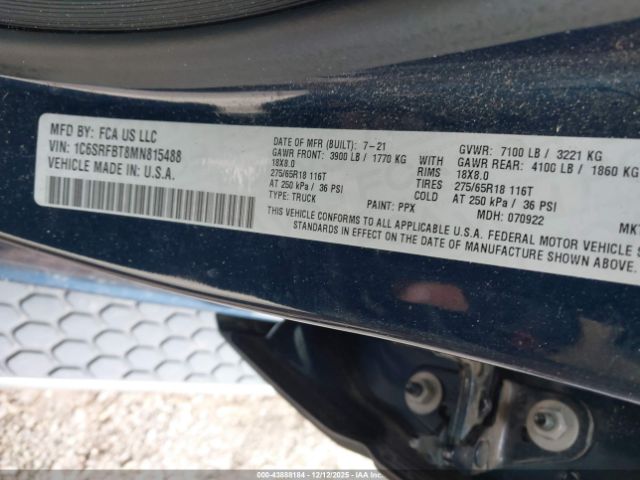 MFD BY: FCA US LLC
VIN: 1C6SRFBT8MN815488
VEHICLE MADE IN: U.S.A.
DATE OF MFR (BUILT): 7-21
GAWR FRONT: 3900 LB / 1770 KG
18X8.0
275/65R18 116T
AT 250 kPa / 36 PSI
TYPE: TRUCK
PAINT: PPX
WITH
RIMS
TIRES
COLD
GVWR: 7100 LB / 3221 KG
GAWR REAR: 4100 LB / 1860 KG
18X8.0
275/65R18 116T
AT 250 kPa / 36 PSI
MDH: 070922
MKT
THIS VEHICLE CONFORMS TO ALL APPLICABLE U.S.A. FEDERAL MOTOR VEHICLE S
STANDARDS IN EFFECT ON THE DATE OF MANUFACTURE SHOWN ABOVE.
000-43888184 - 12/12/2025 - Damaged